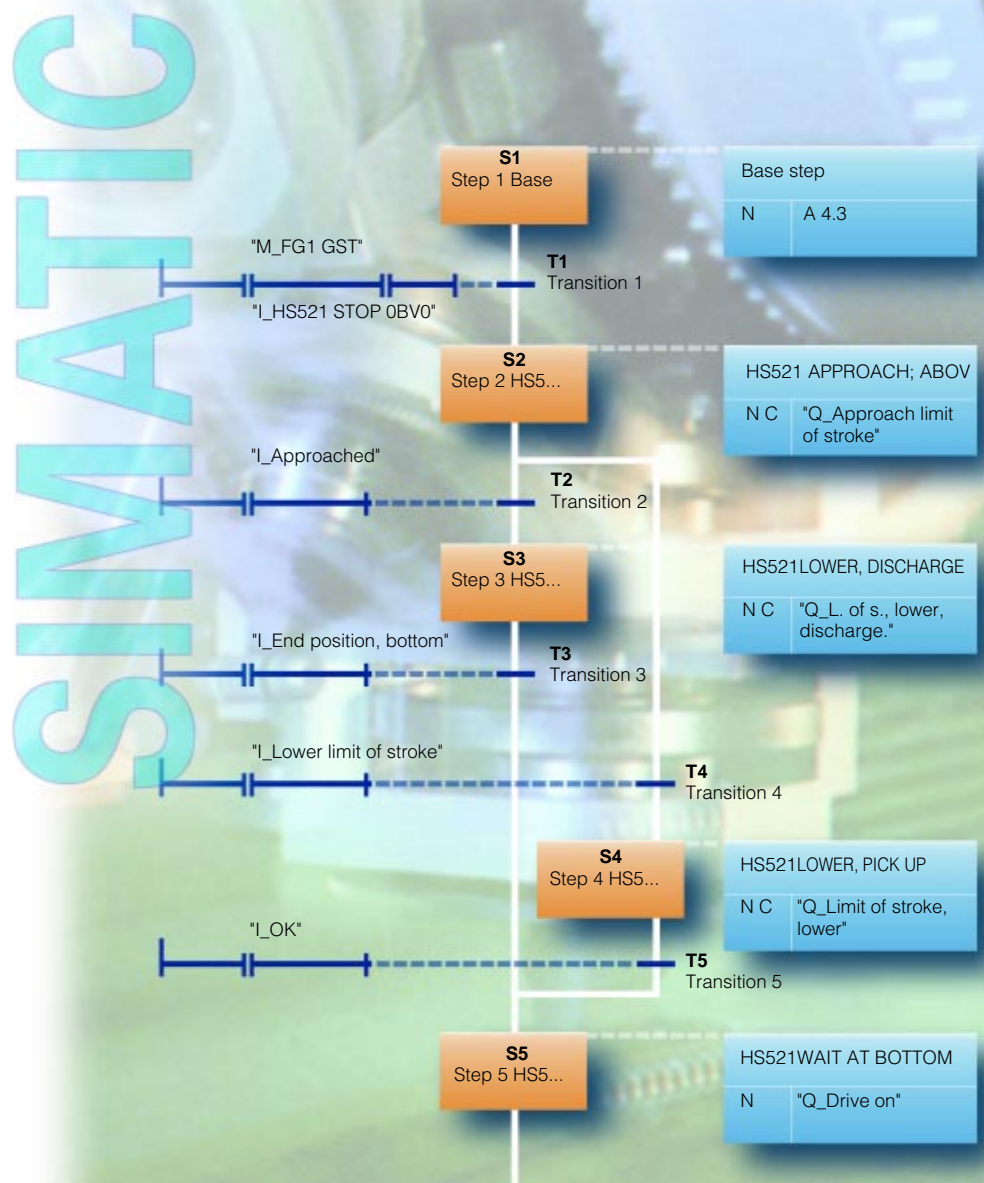 SIMATIC
S1
Step 1 Base
Base step
N A 4.3
"M_FG1 GST"
T1
Transition 1
"I_HS521 STOP 0BV0"
S2
Step 2 HS5...
HS521 APPROACH; ABOV
N C "Q_Approach limit
of stroke"
"I_Approached"
T2
Transition 2
S3
Step 3 HS5...
HS521LOWER, DISCHARGE
N C "Q_L. of s., lower,
discharge."
"I_End position, bottom"
T3
Transition 3
"I_Lower limit of stroke"
T4
Transition 4
S4
Step 4 HS5...
HS521LOWER, PICK UP
N C "Q_Limit of stroke,
lower"
"I_OK"
T5
Transition 5
S5
Step 5 HS5...
HS521WAIT AT BOTTOM
N "Q_Drive on"